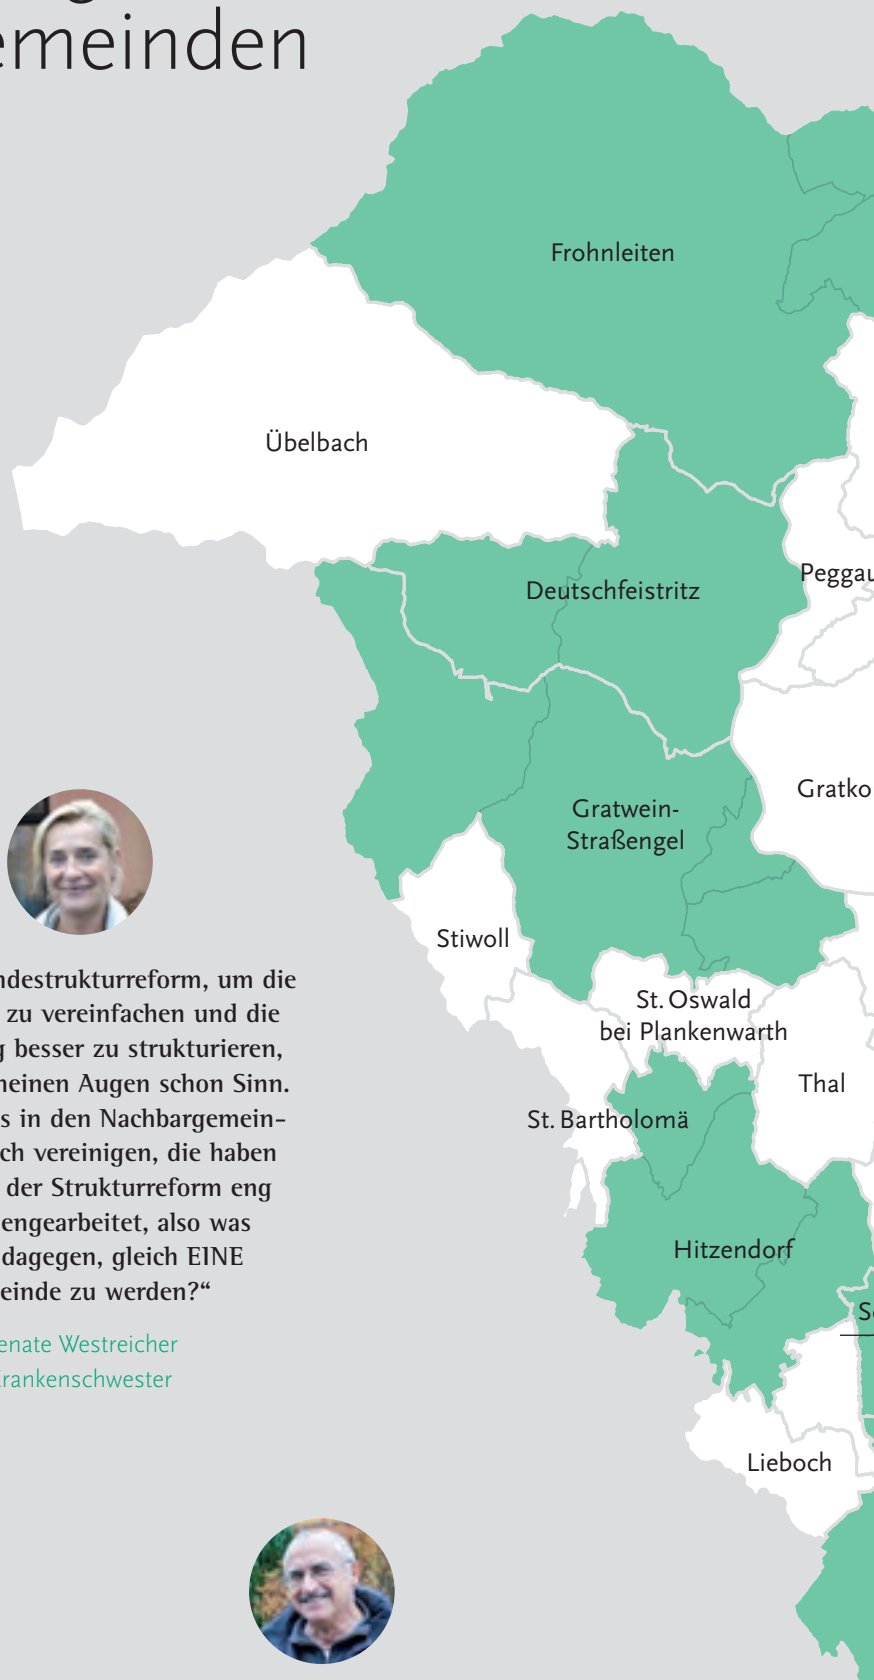 emeinden
Frohnleiten
Übelbach
Deutschfeistritz
Peggau
Gratko
Gratwein-
Straßengel
Stiwoll
St. Oswald
bei Plankenwarth
Thal
St. Bartholomä
Hitzendorf
Lieboch
ndestrukturreform, um die
zu vereinfachen und die
g besser zu strukturieren,
meinen Augen schon Sinn.
s in den Nachbargemein-
ch vereinigen, die haben
der Strukturreform eng
engearbeitet, also was
dagegen, gleich EINE
einde zu werden?“
enate Westreicher
Krankenschwester